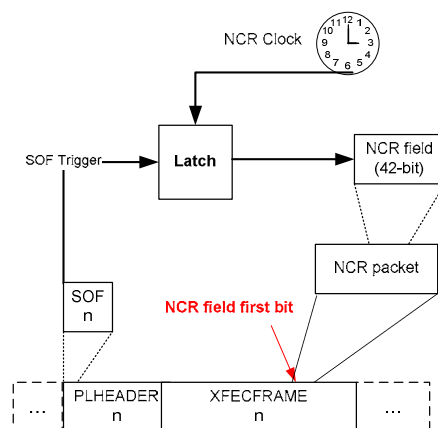 NCR Clock
12
11 1
10 2
9 3
8 4
7 5
6
SOF Trigger
Latch
NCR field
(42-bit)
NCR packet
SOF
n
NCR field first bit
... PLHEADER XFECFRAME ...
n n